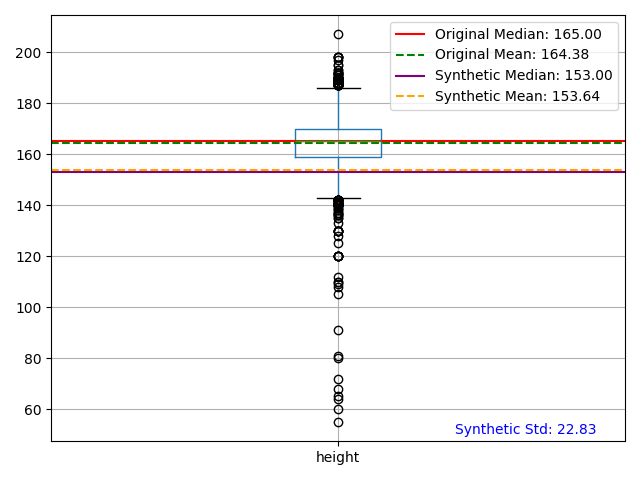 Original Median: 165.00
Original Mean: 164.38
Synthetic Median: 153.00
Synthetic Mean: 153.64
200
180
160
140
120
100
80
60
Synthetic Std: 22.83
height